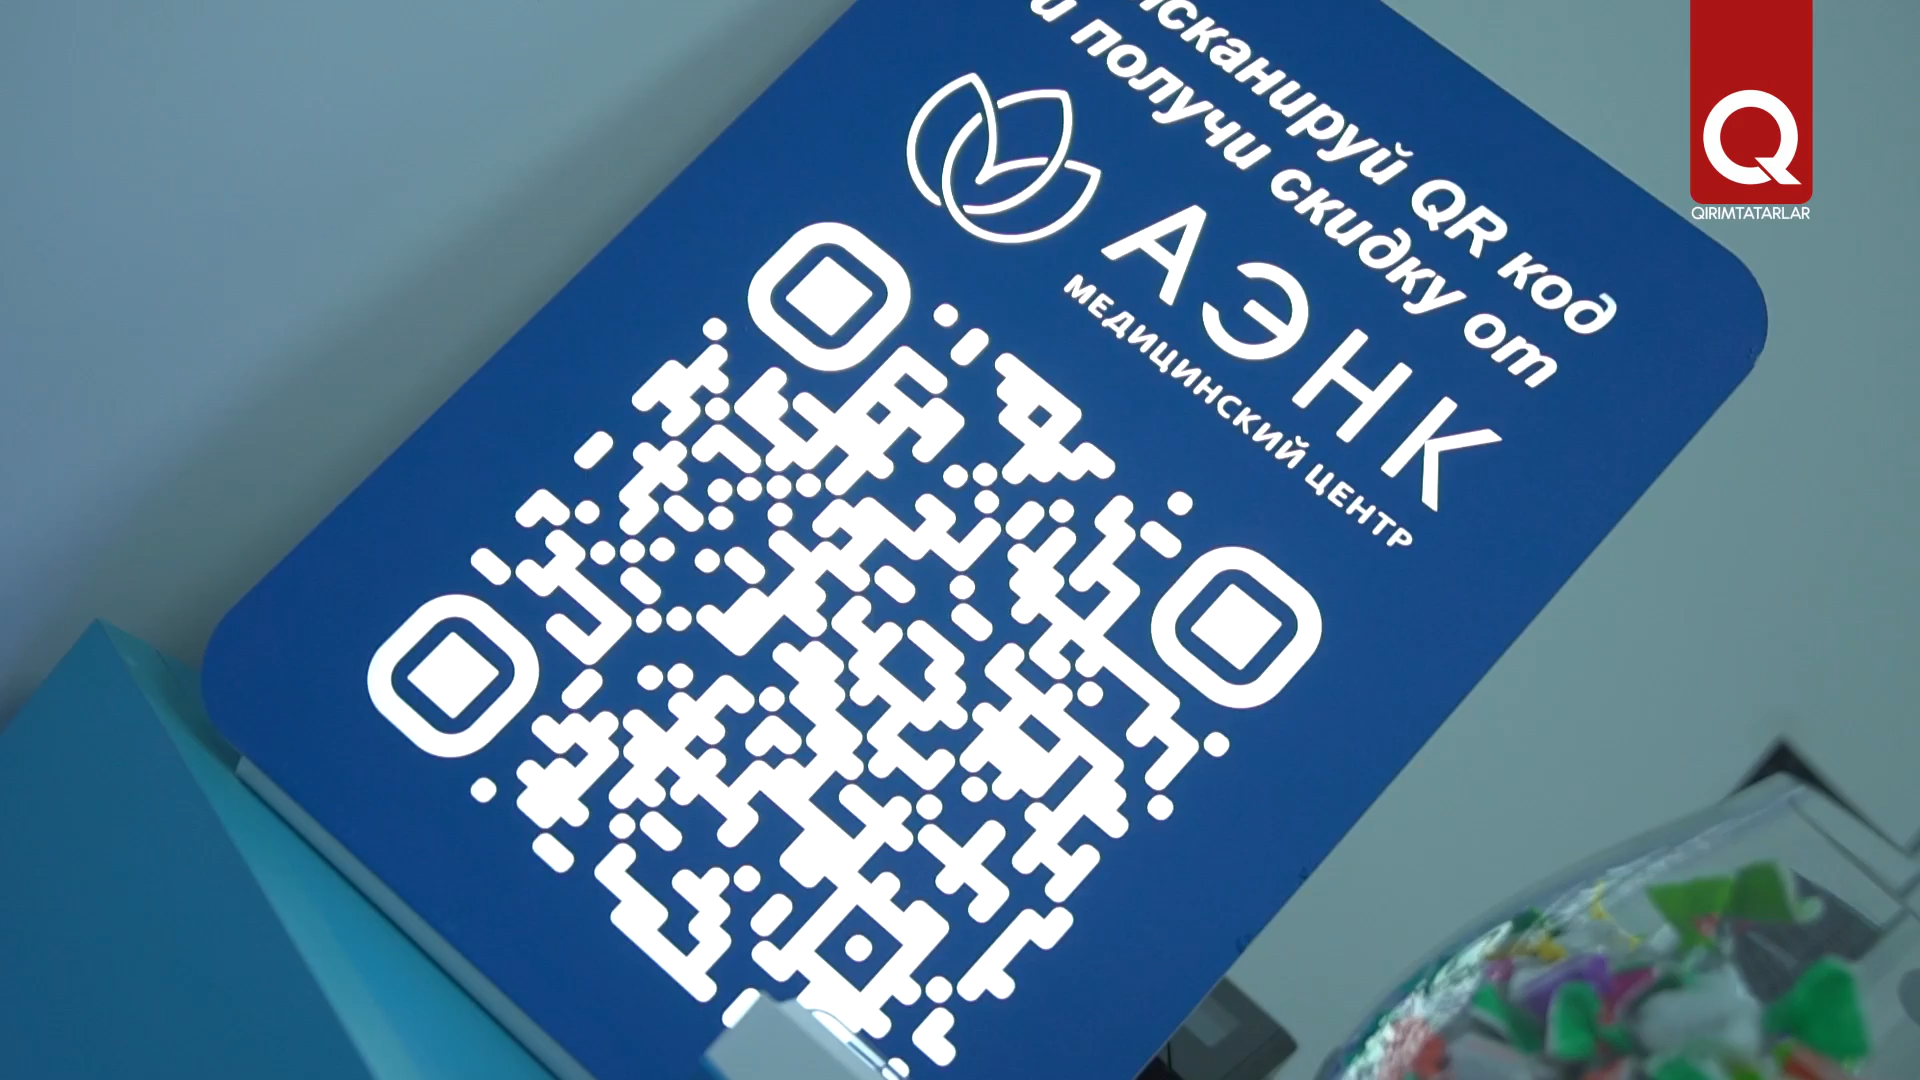 сканируй QR код
и получи скидку от
АЭНК
МЕДИЦИНСКИЙ ЦЕНТР
Q
QIRIMTATARLAR